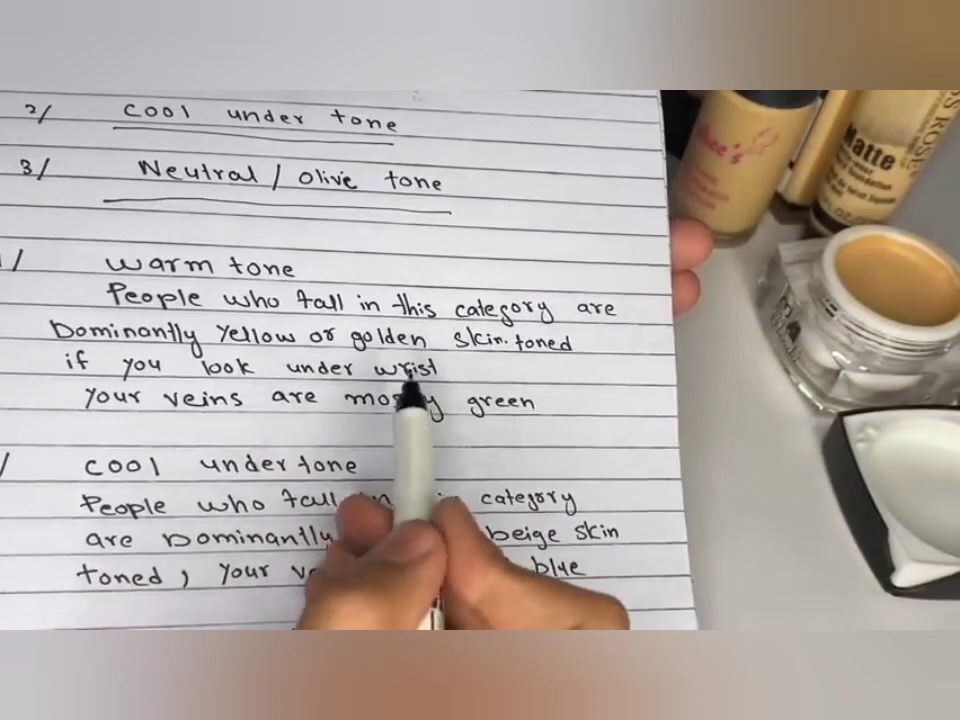 2/ Cool under tone
3/ Neutral / olive tone
/ warm tone
People who fall in this category are
Dominantly Yellow or golden skin. toned
if you look under wrist
Your veins are green
/ cool undertone
People who fall category
are Dominantly beige skin
toned, your blue
Matte